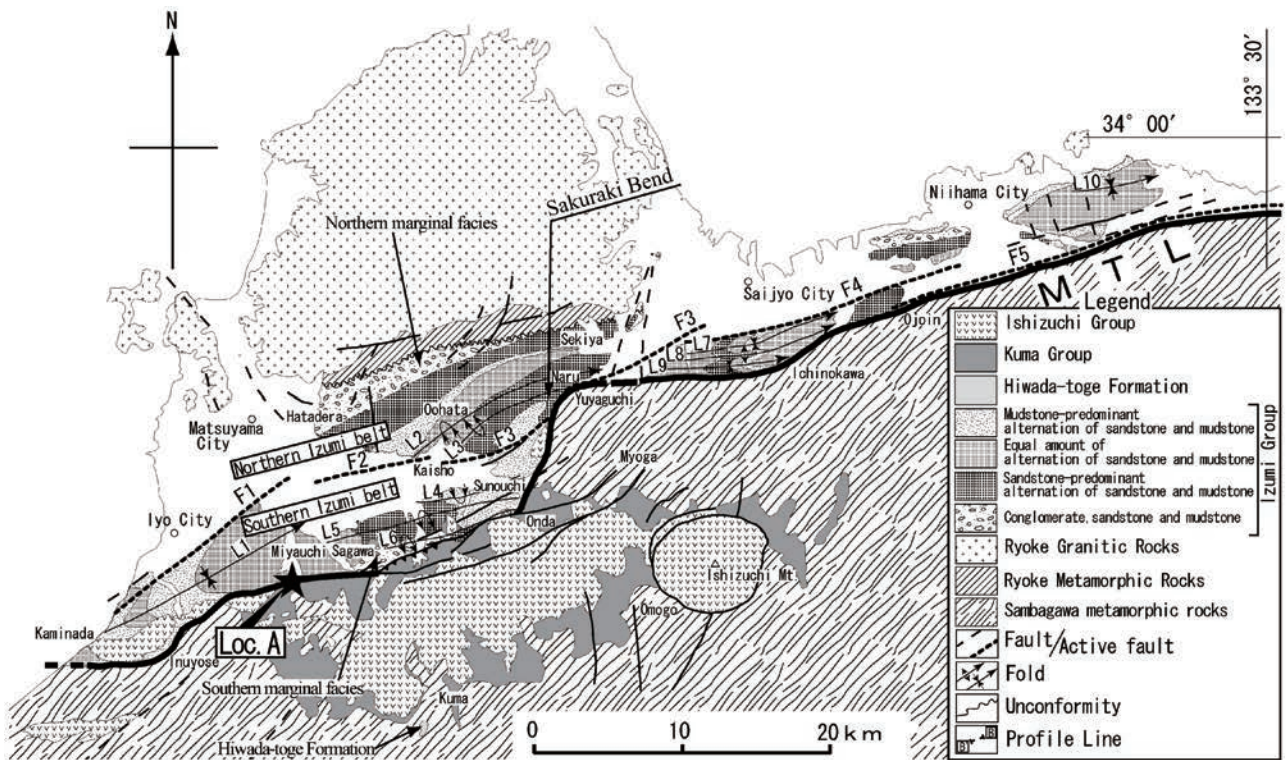 N
133° 30′
34° 00′
L10
Niihama City
Sakuraki Bend
Northern marginal facies
F5
M T L
Saijyo City
F4
Ojoin
F3
L7
L8
L9
Ichinokawa
Sekiya
Naru
Yuyaguchi
Hatadera
Oohata
L2
L3
F3
Matsuyama City
Northern Izumi belt
F2
Kaisho
Sunouchi
Myoga
F1
Southern Izumi belt
L4
Iyo City
L5
L6
L1
Miyauchi
Sagawa
Onda
Ishizuchi Mt.
Omogo
Kaminada
Loc. A
Inuyose
Southern marginal facies
Kuma
Hiwada-toge Formation
0 10 20 km
Legend
Ishizuchi Group
Kuma Group
Hiwada-toge Formation
Mudstone-predominant
alternation of sandstone and mudstone
Equal amount of
alternation of sandstone and mudstone
Sandstone-predominant
alternation of sandstone and mudstone
Conglomerate, sandstone and mudstone
Izumi Group
Ryoke Granitic Rocks
Ryoke Metamorphic Rocks
Sambagawa metamorphic rocks
Fault/Active fault
Fold
Unconformity
B B
Profile Line